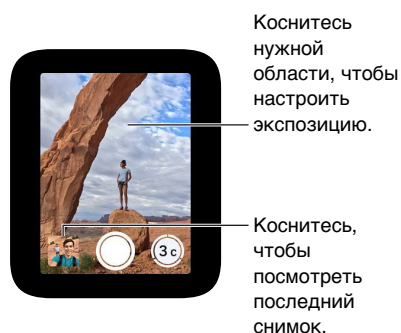 Коснитесь
нужной
области, чтобы
настроить
экспозицию.
3 с
Коснитесь,
чтобы
посмотреть
последний
снимок.